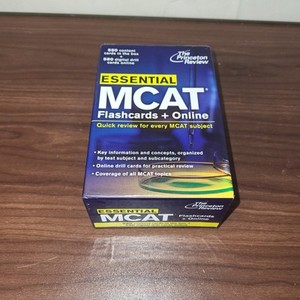 596 content
cards in the box
+
500 digital drill
cards online
The
Princeton
Review
ESSENTIAL
MCAT
Flashcards + Online
Quick review for every MCAT subject
• Key information and concepts, organized
by test subject and subcategory
• Online drill cards for practical review
• Coverage of all MCAT topics
ESSENTIAL
MCAT
Flashcards
+ Online
The
Princeton
Review